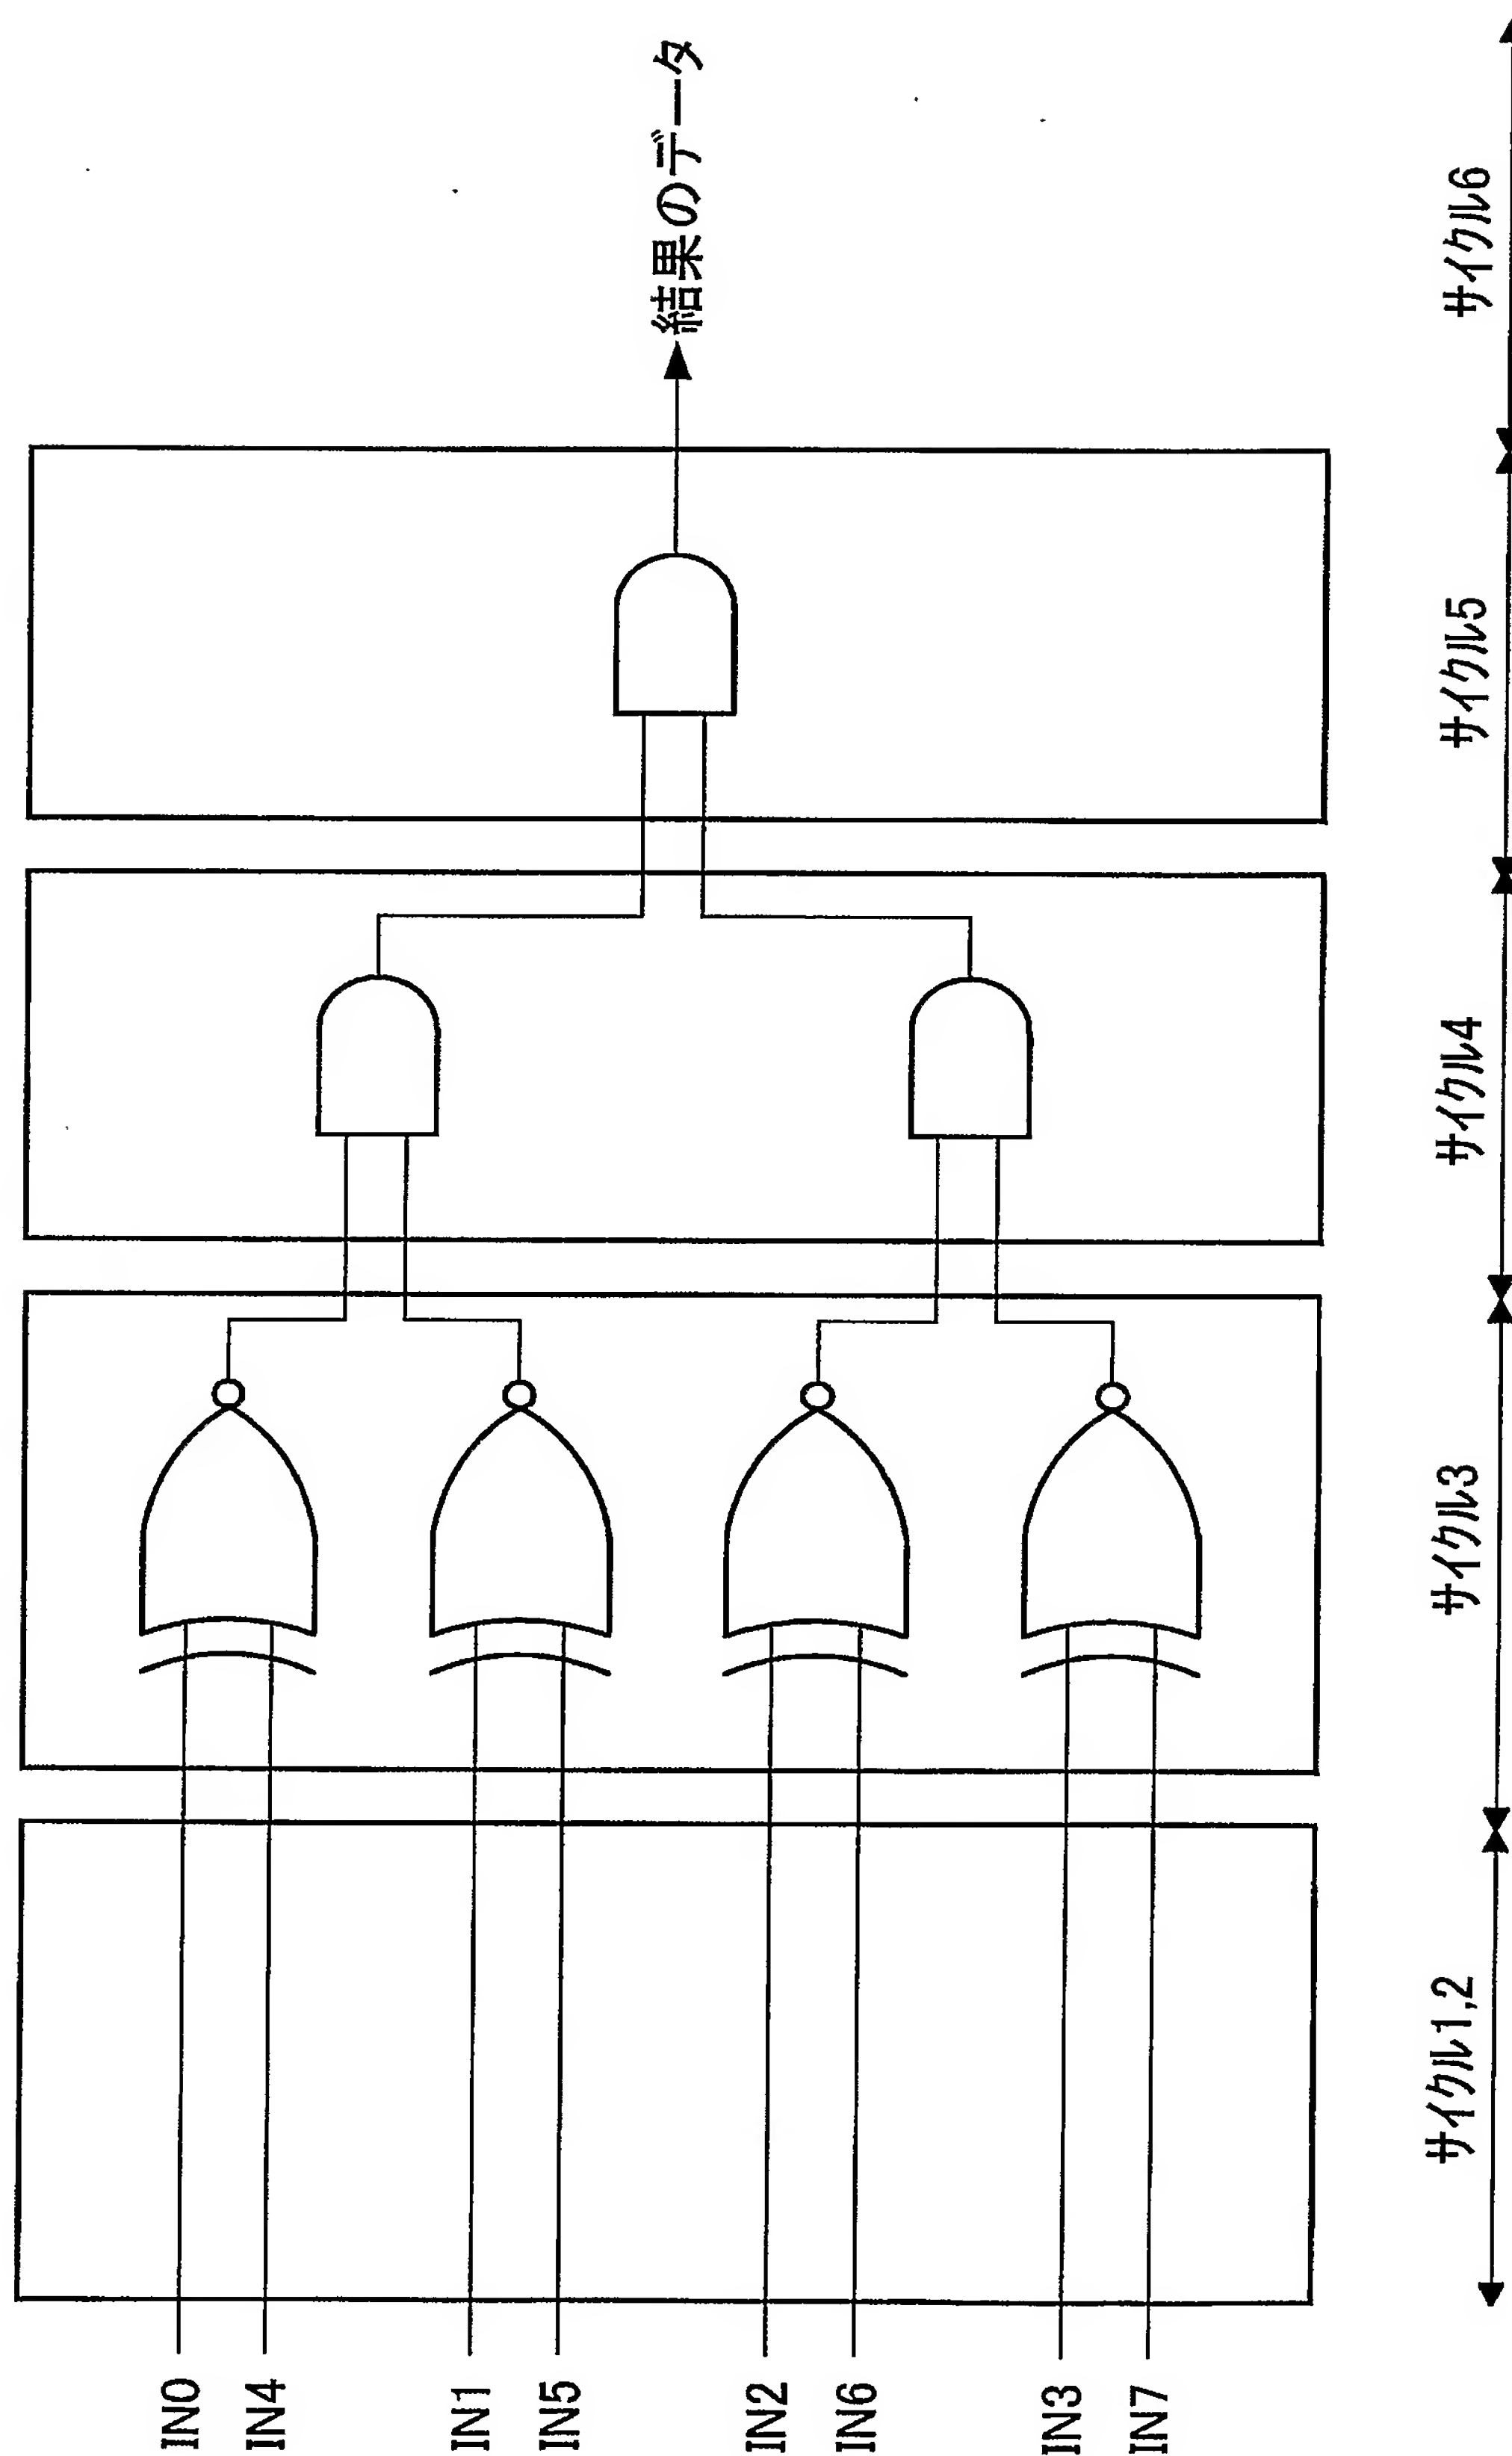 IN0
IN4
IN1
IN5
IN2
IN6
IN3
IN7
結果のデータ
サイクル1,2
サイクル3
サイクル4
サイクル5
サイクル6